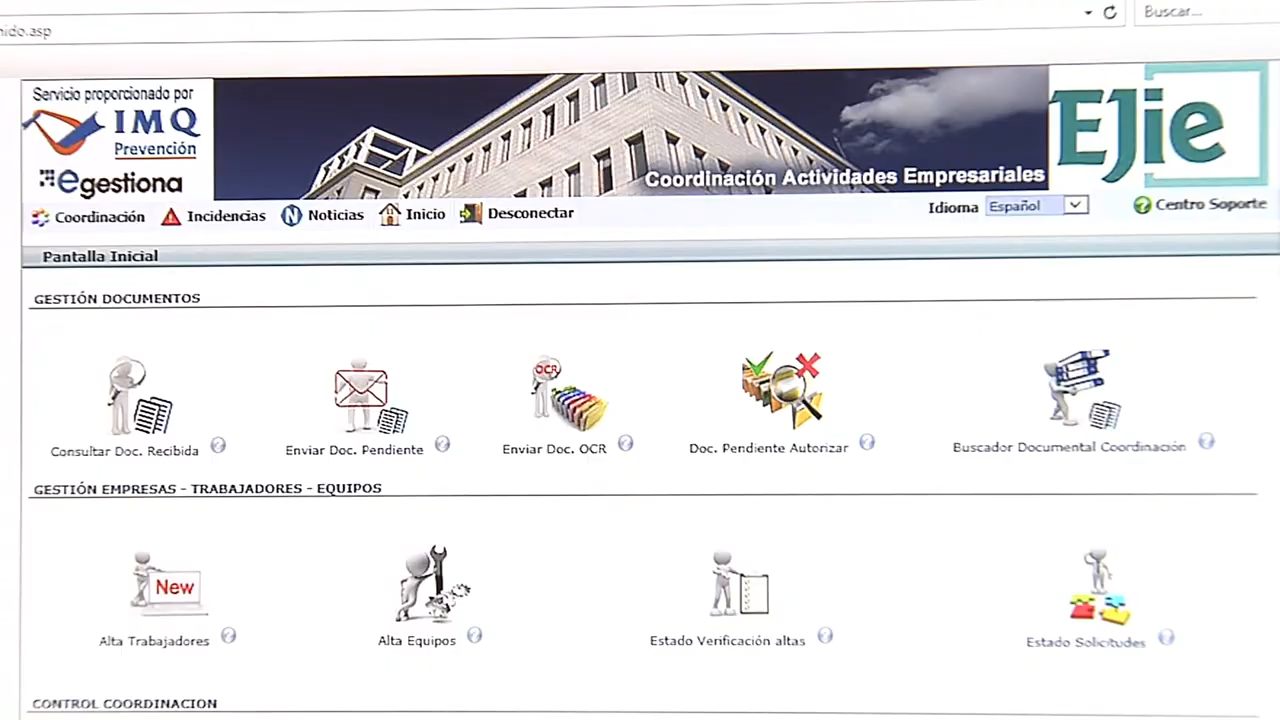 nido.asp
Buscar...
Servicio proporcionado por
IMQ
Prevención
egestiona
Coordinación Actividades Empresariales
EJie
Coordinación Incidencias Noticias Inicio Desconectar
Idioma Español Centro Soporte
Pantalla Inicial
GESTIÓN DOCUMENTOS
OCR
Consultar Doc. Recibida Enviar Doc. Pendiente Enviar Doc. OCR Doc. Pendiente Autorizar Buscador Documental Coordinación
GESTIÓN EMPRESAS - TRABAJADORES - EQUIPOS
New
Alta Trabajadores Alta Equipos Estado Verificación altas Estado Solicitudes
CONTROL COORDINACION